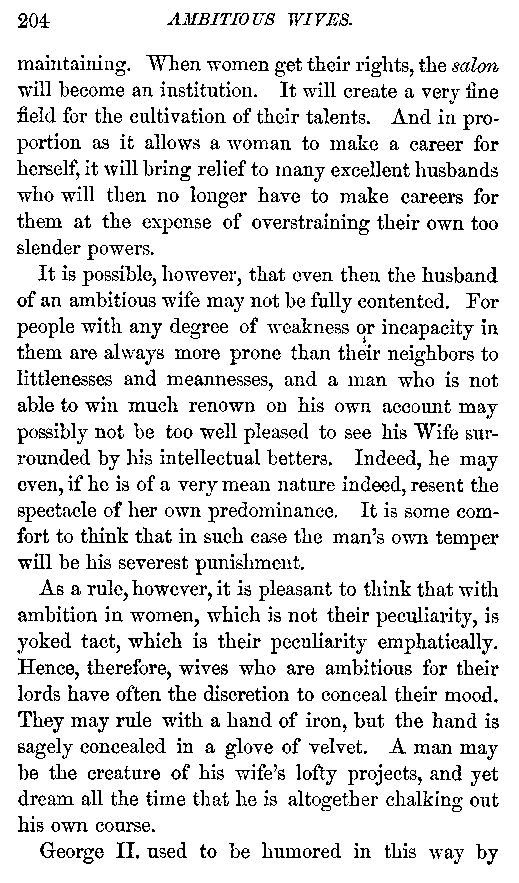 204 AMBITIOUS WIVES.
maintaining. When women get their rights, the salon
will become an institution. It will create a very fine
field for the cultivation of their talents. And in pro-
portion as it allows a woman to make a career for
herself, it will bring relief to many excellent husbands
who will then no longer have to make careers for
them at the expense of overstraining their own too
slender powers.
It is possible, however, that even then the husband
of an ambitious wife may not be fully contented. For
people with any degree of weakness or incapacity in
them are always more prone than their neighbors to
littlenesses and meannesses, and a man who is not
able to win much renown on his own account may
possibly not be too well pleased to see his Wife sur-
rounded by his intellectual betters. Indeed, he may
even, if he is of a very mean nature indeed, resent the
spectacle of her own predominance. It is some com-
fort to think that in such case the man's own temper
will be his severest punishment.
As a rule, however, it is pleasant to think that with
ambition in women, which is not their peculiarity, is
yoked tact, which is their peculiarity emphatically.
Hence, therefore, wives who are ambitious for their
lords have often the discretion to conceal their mood.
They may rule with a hand of iron, but the hand is
sagely concealed in a glove of velvet. A man may
be the creature of his wife's lofty projects, and yet
dream all the time that he is altogether chalking out
his own course.
George II. used to be humored in this way by